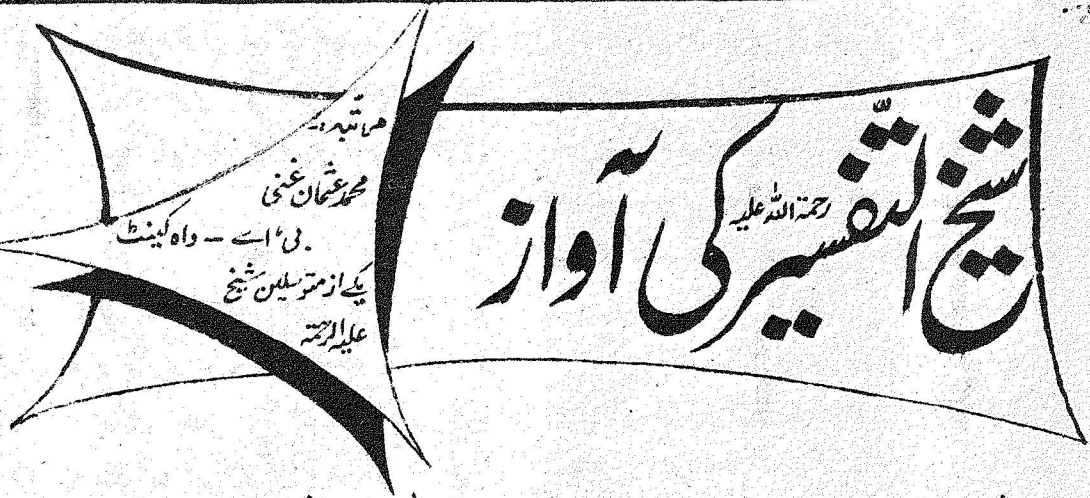 شیخ التفسیر رحمۃ اللہ علیہ کی آواز
مرتبہ:۔
محمد عثمان غنی
بی اے - واہ کینٹ
یکے از متوسلین شیخ
علیہ الرحمۃ